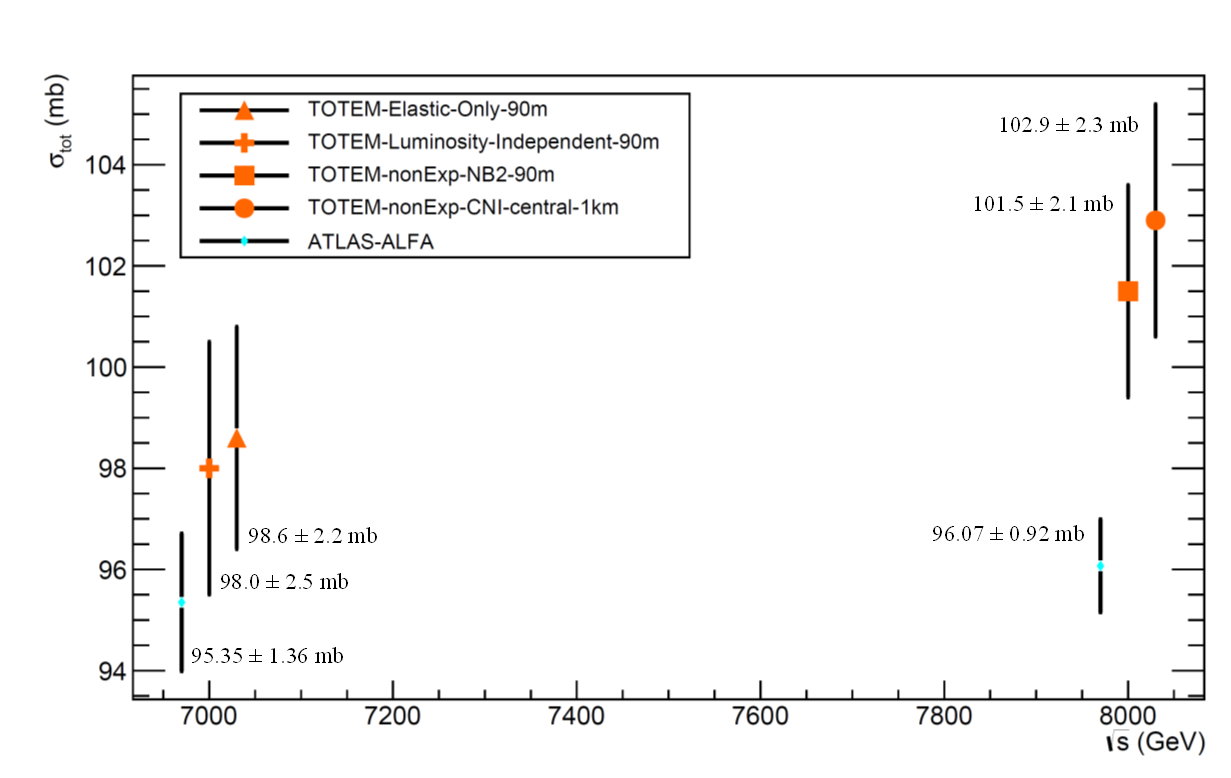 σtot (mb)
TOTEM-Elastic-Only-90m
TOTEM-Luminosity-Independent-90m
TOTEM-nonExp-NB2-90m
TOTEM-nonExp-CNI-central-1km
ATLAS-ALFA
102.9 ± 2.3 mb
101.5 ± 2.1 mb
98.6 ± 2.2 mb
98.0 ± 2.5 mb
95.35 ± 1.36 mb
96.07 ± 0.92 mb
104
102
100
98
96
94
7000 7200 7400 7600 7800 8000
√s (GeV)